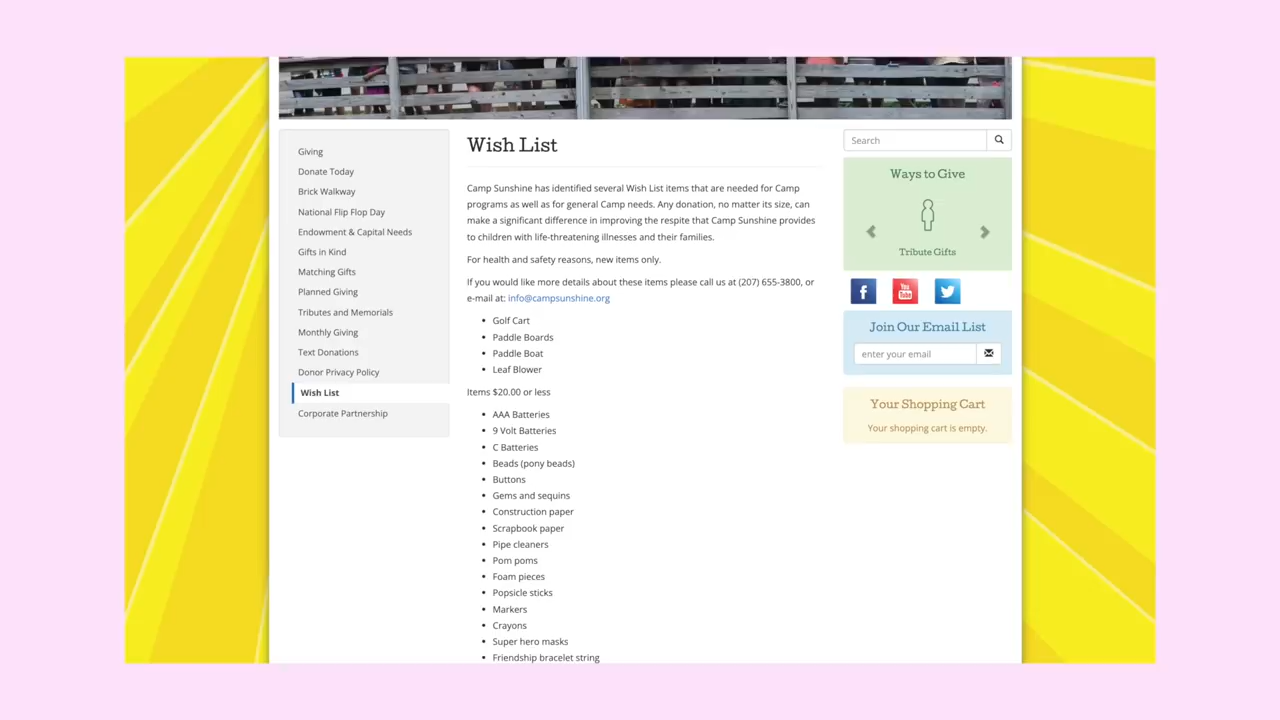 Giving
Donate Today
Brick Walkway
National Flip Flop Day
Endowment & Capital Needs
Gifts in Kind
Matching Gifts
Planned Giving
Tributes and Memorials
Monthly Giving
Text Donations
Donor Privacy Policy
Wish List
Corporate Partnership
Wish List
Camp Sunshine has identified several Wish List items that are needed for Camp
programs as well as for general Camp needs. Any donation, no matter its size, can
make a significant difference in improving the respite that Camp Sunshine provides
to children with life-threatening illnesses and their families.
For health and safety reasons, new items only.
If you would like more details about these items please call us at (207) 655-3800, or
e-mail at: info@campsunshine.org
• Golf Cart
• Paddle Boards
• Paddle Boat
• Leaf Blower
Items $20.00 or less
• AAA Batteries
• 9 Volt Batteries
• C Batteries
• Beads (pony beads)
• Buttons
• Gems and sequins
• Construction paper
• Scrapbook paper
• Pipe cleaners
• Pom poms
• Foam pieces
• Popsicle sticks
• Markers
• Crayons
• Super hero masks
• Friendship bracelet string
Search
Ways to Give
Tribute Gifts
f
You Tube
Join Our Email List
enter your email
Your Shopping Cart
Your shopping cart is empty.